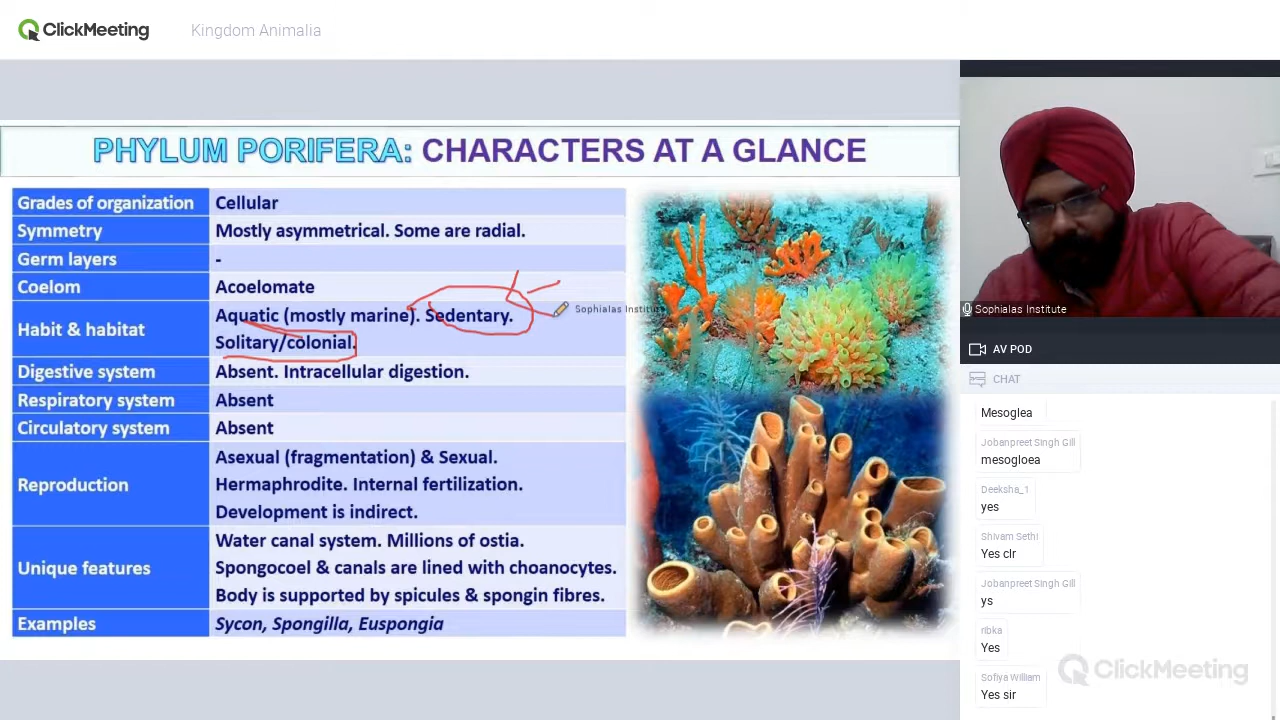 ClickMeeting
Kingdom Animalia
PHYLUM PORIFERA: CHARACTERS AT A GLANCE
Grades of organization Cellular
Symmetry Mostly asymmetrical. Some are radial.
Germ layers -
Coelom Acoelomate
Habit & habitat Aquatic (mostly marine). Sedentary.
Solitary/colonial.
Sophialas Institute
Digestive system Absent. Intracellular digestion.
Respiratory system Absent
Circulatory system Absent
Reproduction Asexual (fragmentation) & Sexual.
Hermaphrodite. Internal fertilization.
Development is indirect.
Unique features Water canal system. Millions of ostia.
Spongocoel & canals are lined with choanocytes.
Body is supported by spicules & spongin fibres.
Examples Sycon, Spongilla, Euspongia
Sophialas Institute
AV POD
CHAT
Mesoglea
Jobanpreet Singh Gill
mesogloea
Deeksha_1
yes
Shivam Sethi
Yes clr
Jobanpreet Singh Gill
ys
ribka
Yes
Sofiya William
Yes sir
ClickMeeting